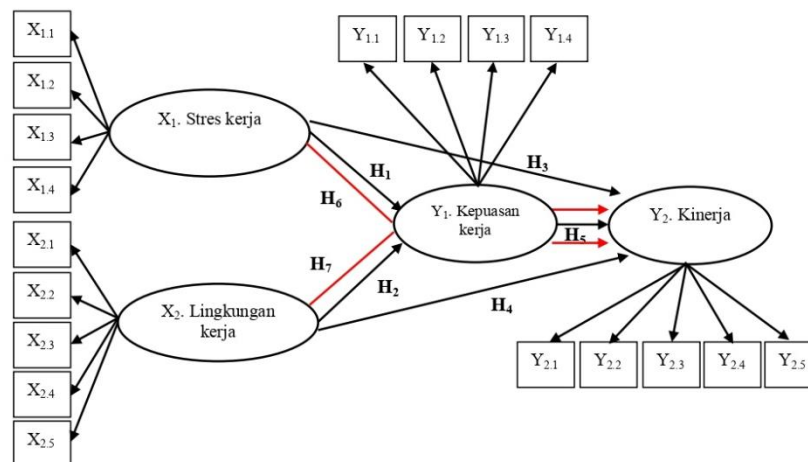 X1.1
X1.2
X1.3
X1.4
X1. Stres kerja
Y1.1
Y1.2
Y1.3
Y1.4
H1
H3
H6
Y1. Kepuasan
kerja
Y2. Kinerja
H5
H7
H2
H4
X2.1
X2.2
X2.3
X2.4
X2.5
X2. Lingkungan
kerja
Y2.1
Y2.2
Y2.3
Y2.4
Y2.5